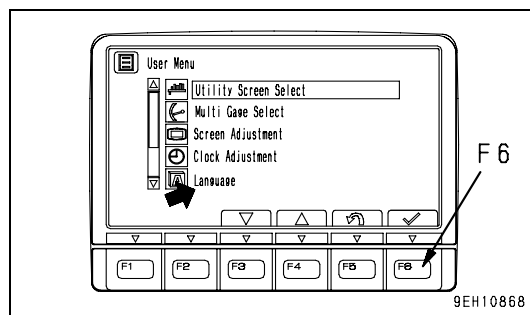 User Menu
Utility Screen Select
Multi Gage Select
Screen Adjustment
Clock Adjustment
A Language
F6
F1 F2 F3 F4 F5 F6
9EH10868